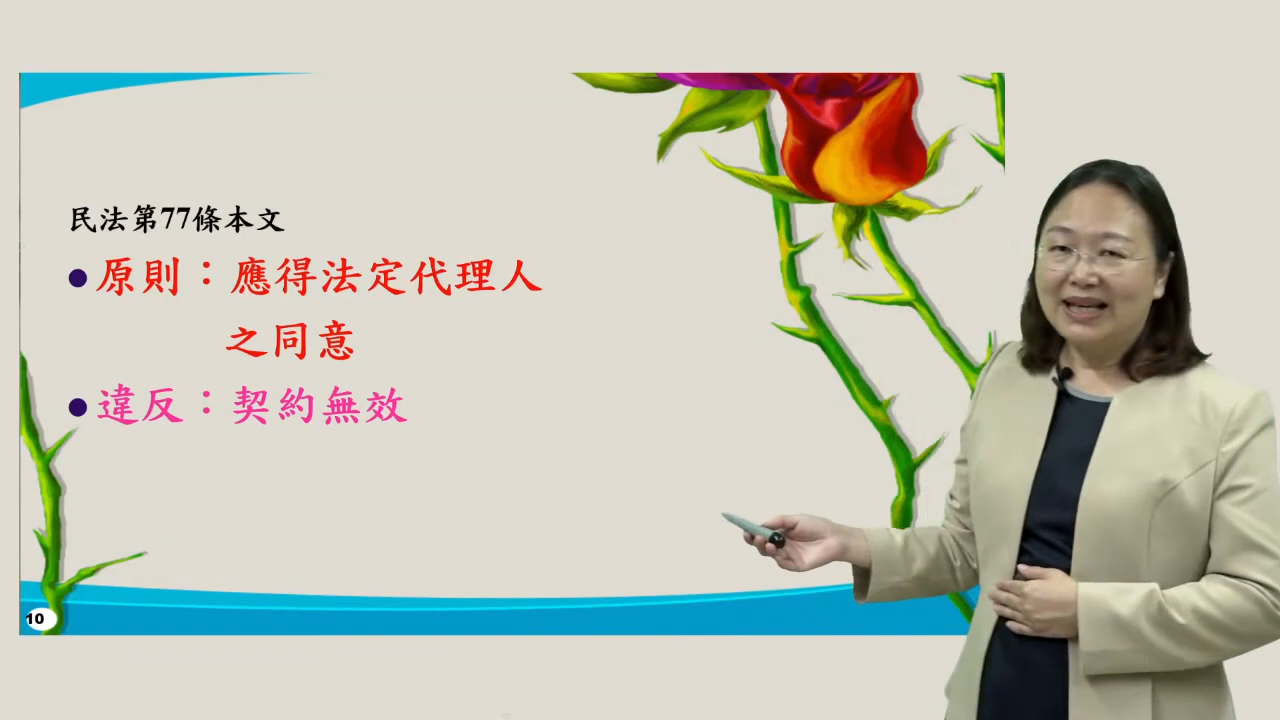 民法第77條本文
●原則：應得法定代理人
之同意
●違反：契約無效
10